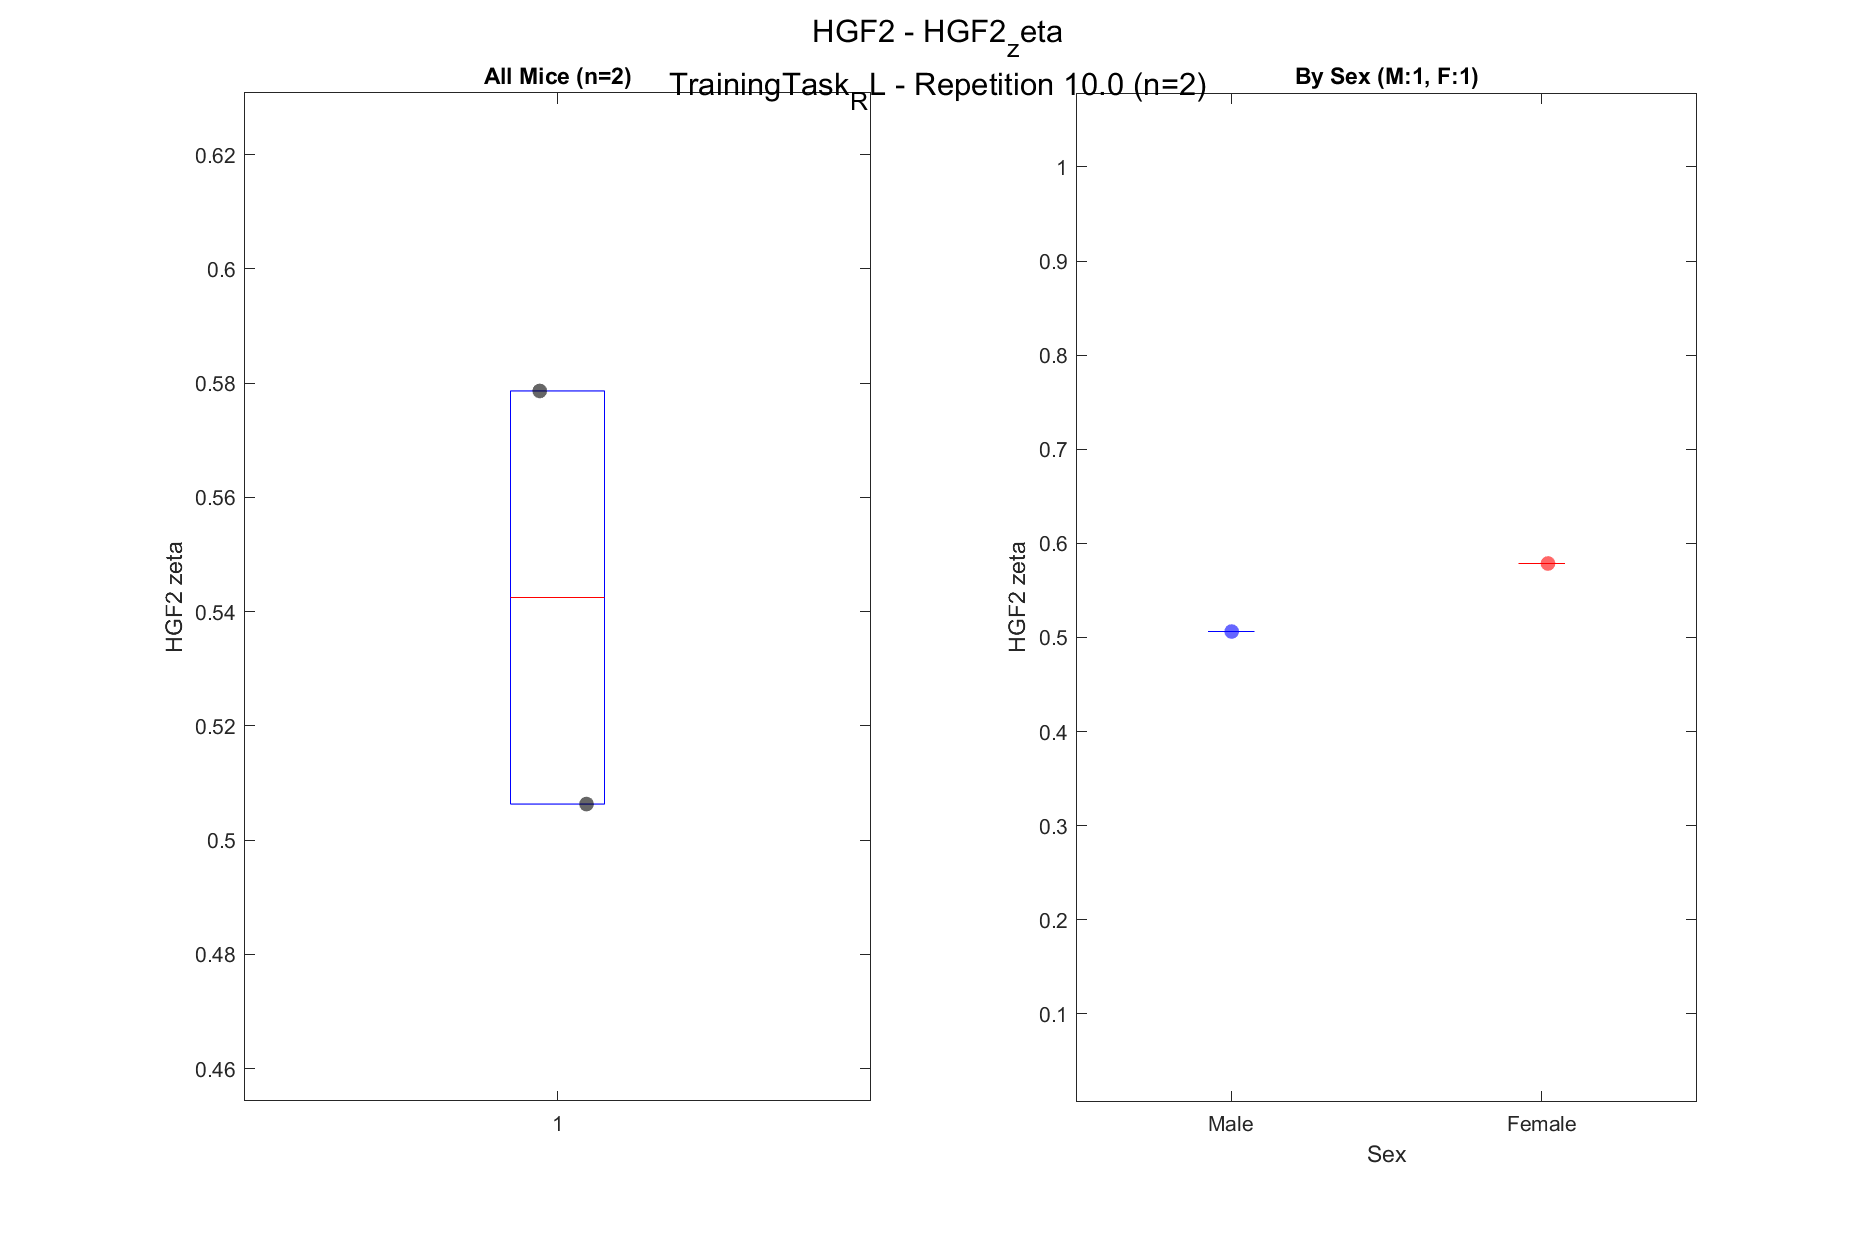 HGF2 - HGF2_zeta
TrainingTask_RL - Repetition 10.0 (n=2)
All Mice (n=2)
HGF2 zeta
0.62
0.6
0.58
0.56
0.54
0.52
0.5
0.48
0.46
1
By Sex (M:1, F:1)
HGF2 zeta
1
0.9
0.8
0.7
0.6
0.5
0.4
0.3
0.2
0.1
Male Female
Sex